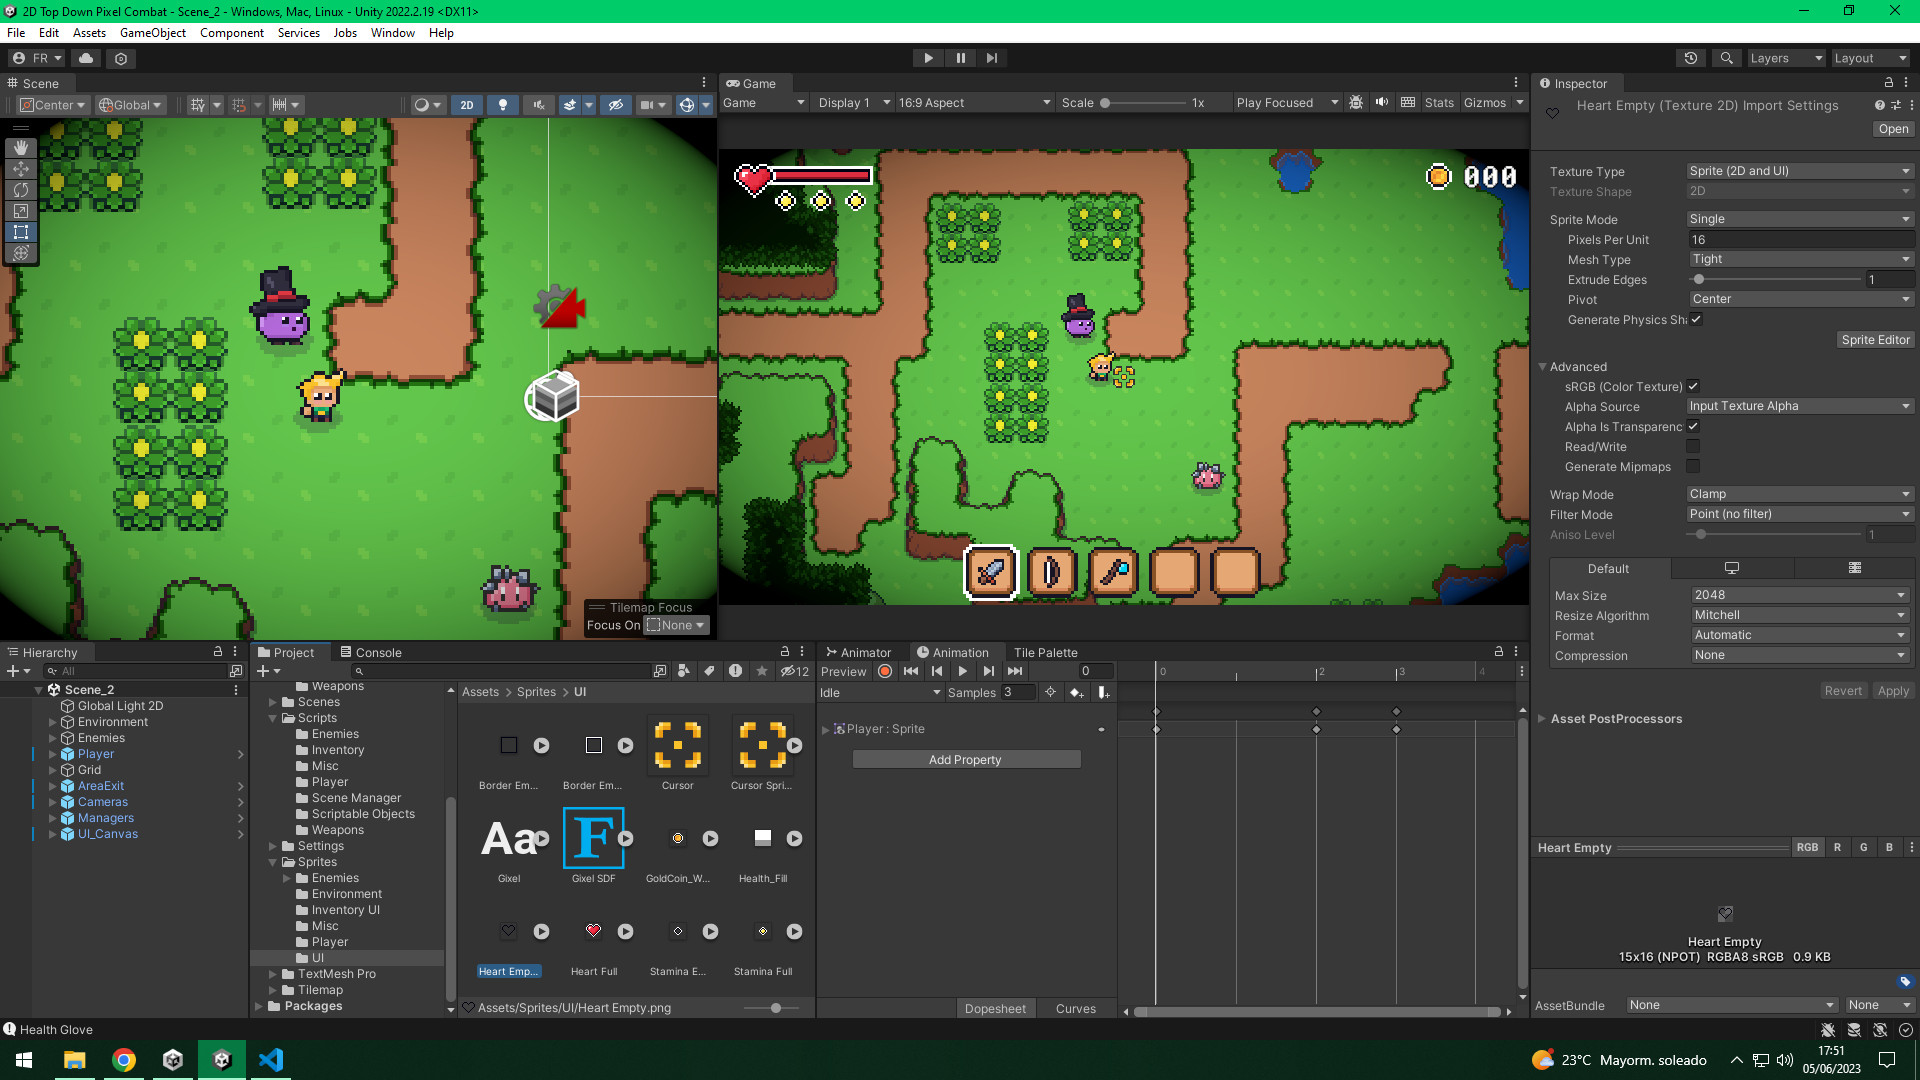 2D Top Down Pixel Combat - Scene_2 - Windows, Mac, Linux - Unity 2022.2.19 <DX11>
File Edit Assets GameObject Component Services Jobs Window Help
FR
Layers Layout
Scene
Center Global 2D
Game
Game Display 1 16:9 Aspect Scale 1x Play Focused Stats Gizmos
000
Tilemap Focus
Focus On None
Inspector
Heart Empty (Texture 2D) Import Settings
Open
Texture Type Sprite (2D and UI)
Texture Shape 2D
Sprite Mode Single
Pixels Per Unit 16
Mesh Type Tight
Extrude Edges 1
Pivot Center
Generate Physics Sh
Sprite Editor
Advanced
sRGB (Color Texture)
Alpha Source Input Texture Alpha
Alpha Is Transparenc
Read/Write
Generate Mipmaps
Wrap Mode Clamp
Filter Mode Point (no filter)
Aniso Level 1
Default
Max Size 2048
Resize Algorithm Mitchell
Format Automatic
Compression None
Revert Apply
Asset PostProcessors
Heart Empty RGB R G B
Heart Empty
15x16 (NPOT) RGBA8 sRGB 0.9 KB
AssetBundle None None
Hierarchy
All
Scene_2
Global Light 2D
Environment
Enemies
Player
Grid
AreaExit
Cameras
Managers
UI_Canvas
Project Console
12
Weapons
Scenes
Scripts
Enemies
Inventory
Misc
Player
Scene Manager
Scriptable Objects
Weapons
Settings
Sprites
Enemies
Environment
Inventory UI
Misc
Player
UI
TextMesh Pro
Tilemap
Packages
Assets > Sprites > UI
Border Em... Border Em... Cursor Cursor Spri...
Aa F
Gixel Gixel SDF GoldCoin_W... Health_Fill
Heart Emp... Heart Full Stamina E... Stamina Full
Assets/Sprites/UI/Heart Empty.png
Animator Animation Tile Palette
Preview 0
0 2 3 4
Idle Samples 3
Player : Sprite
Add Property
Dopesheet Curves
Health Glove
23°C Mayorm. soleado
17:51
05/06/2023